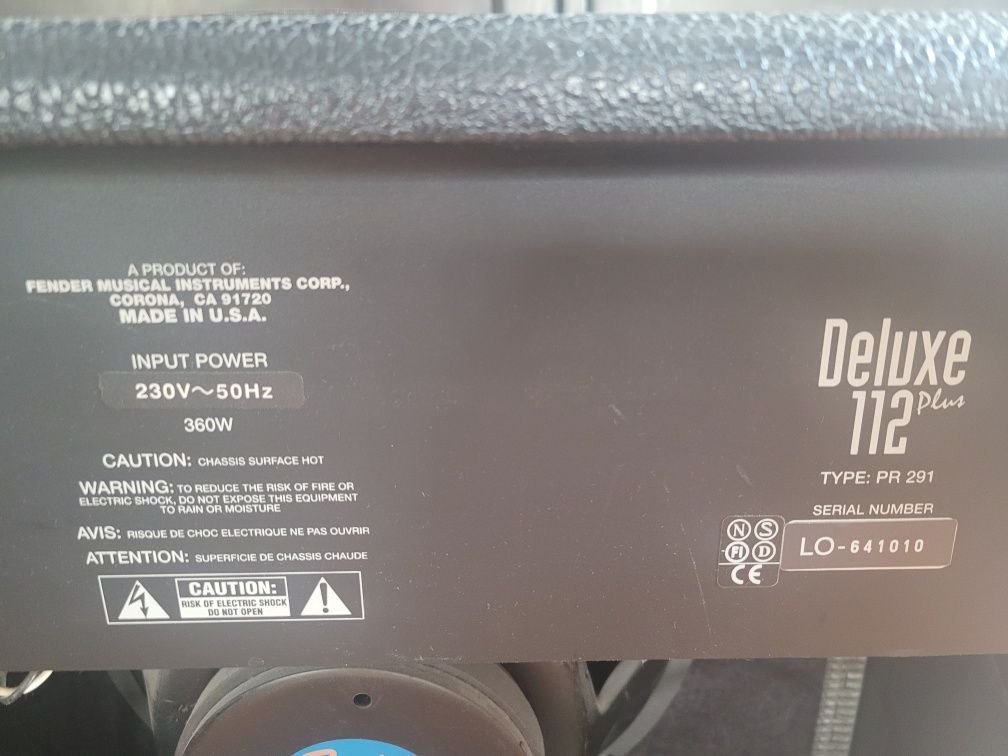 A PRODUCT OF:
FENDER MUSICAL INSTRUMENTS CORP.,
CORONA, CA 91720
MADE IN U.S.A.
INPUT POWER
230V~50Hz
360W
CAUTION: CHASSIS SURFACE HOT
WARNING: TO REDUCE THE RISK OF FIRE OR
ELECTRIC SHOCK, DO NOT EXPOSE THIS EQUIPMENT
TO RAIN OR MOISTURE
AVIS: RISQUE DE CHOC ELECTRIQUE NE PAS OUVRIR
ATTENTION: SUPERFICIE DE CHASSIS CHAUDE
CAUTION:
RISK OF ELECTRIC SHOCK
DO NOT OPEN
Deluxe
112 Plus
TYPE: PR 291
SERIAL NUMBER
LO-641010
N S
FI D
CE